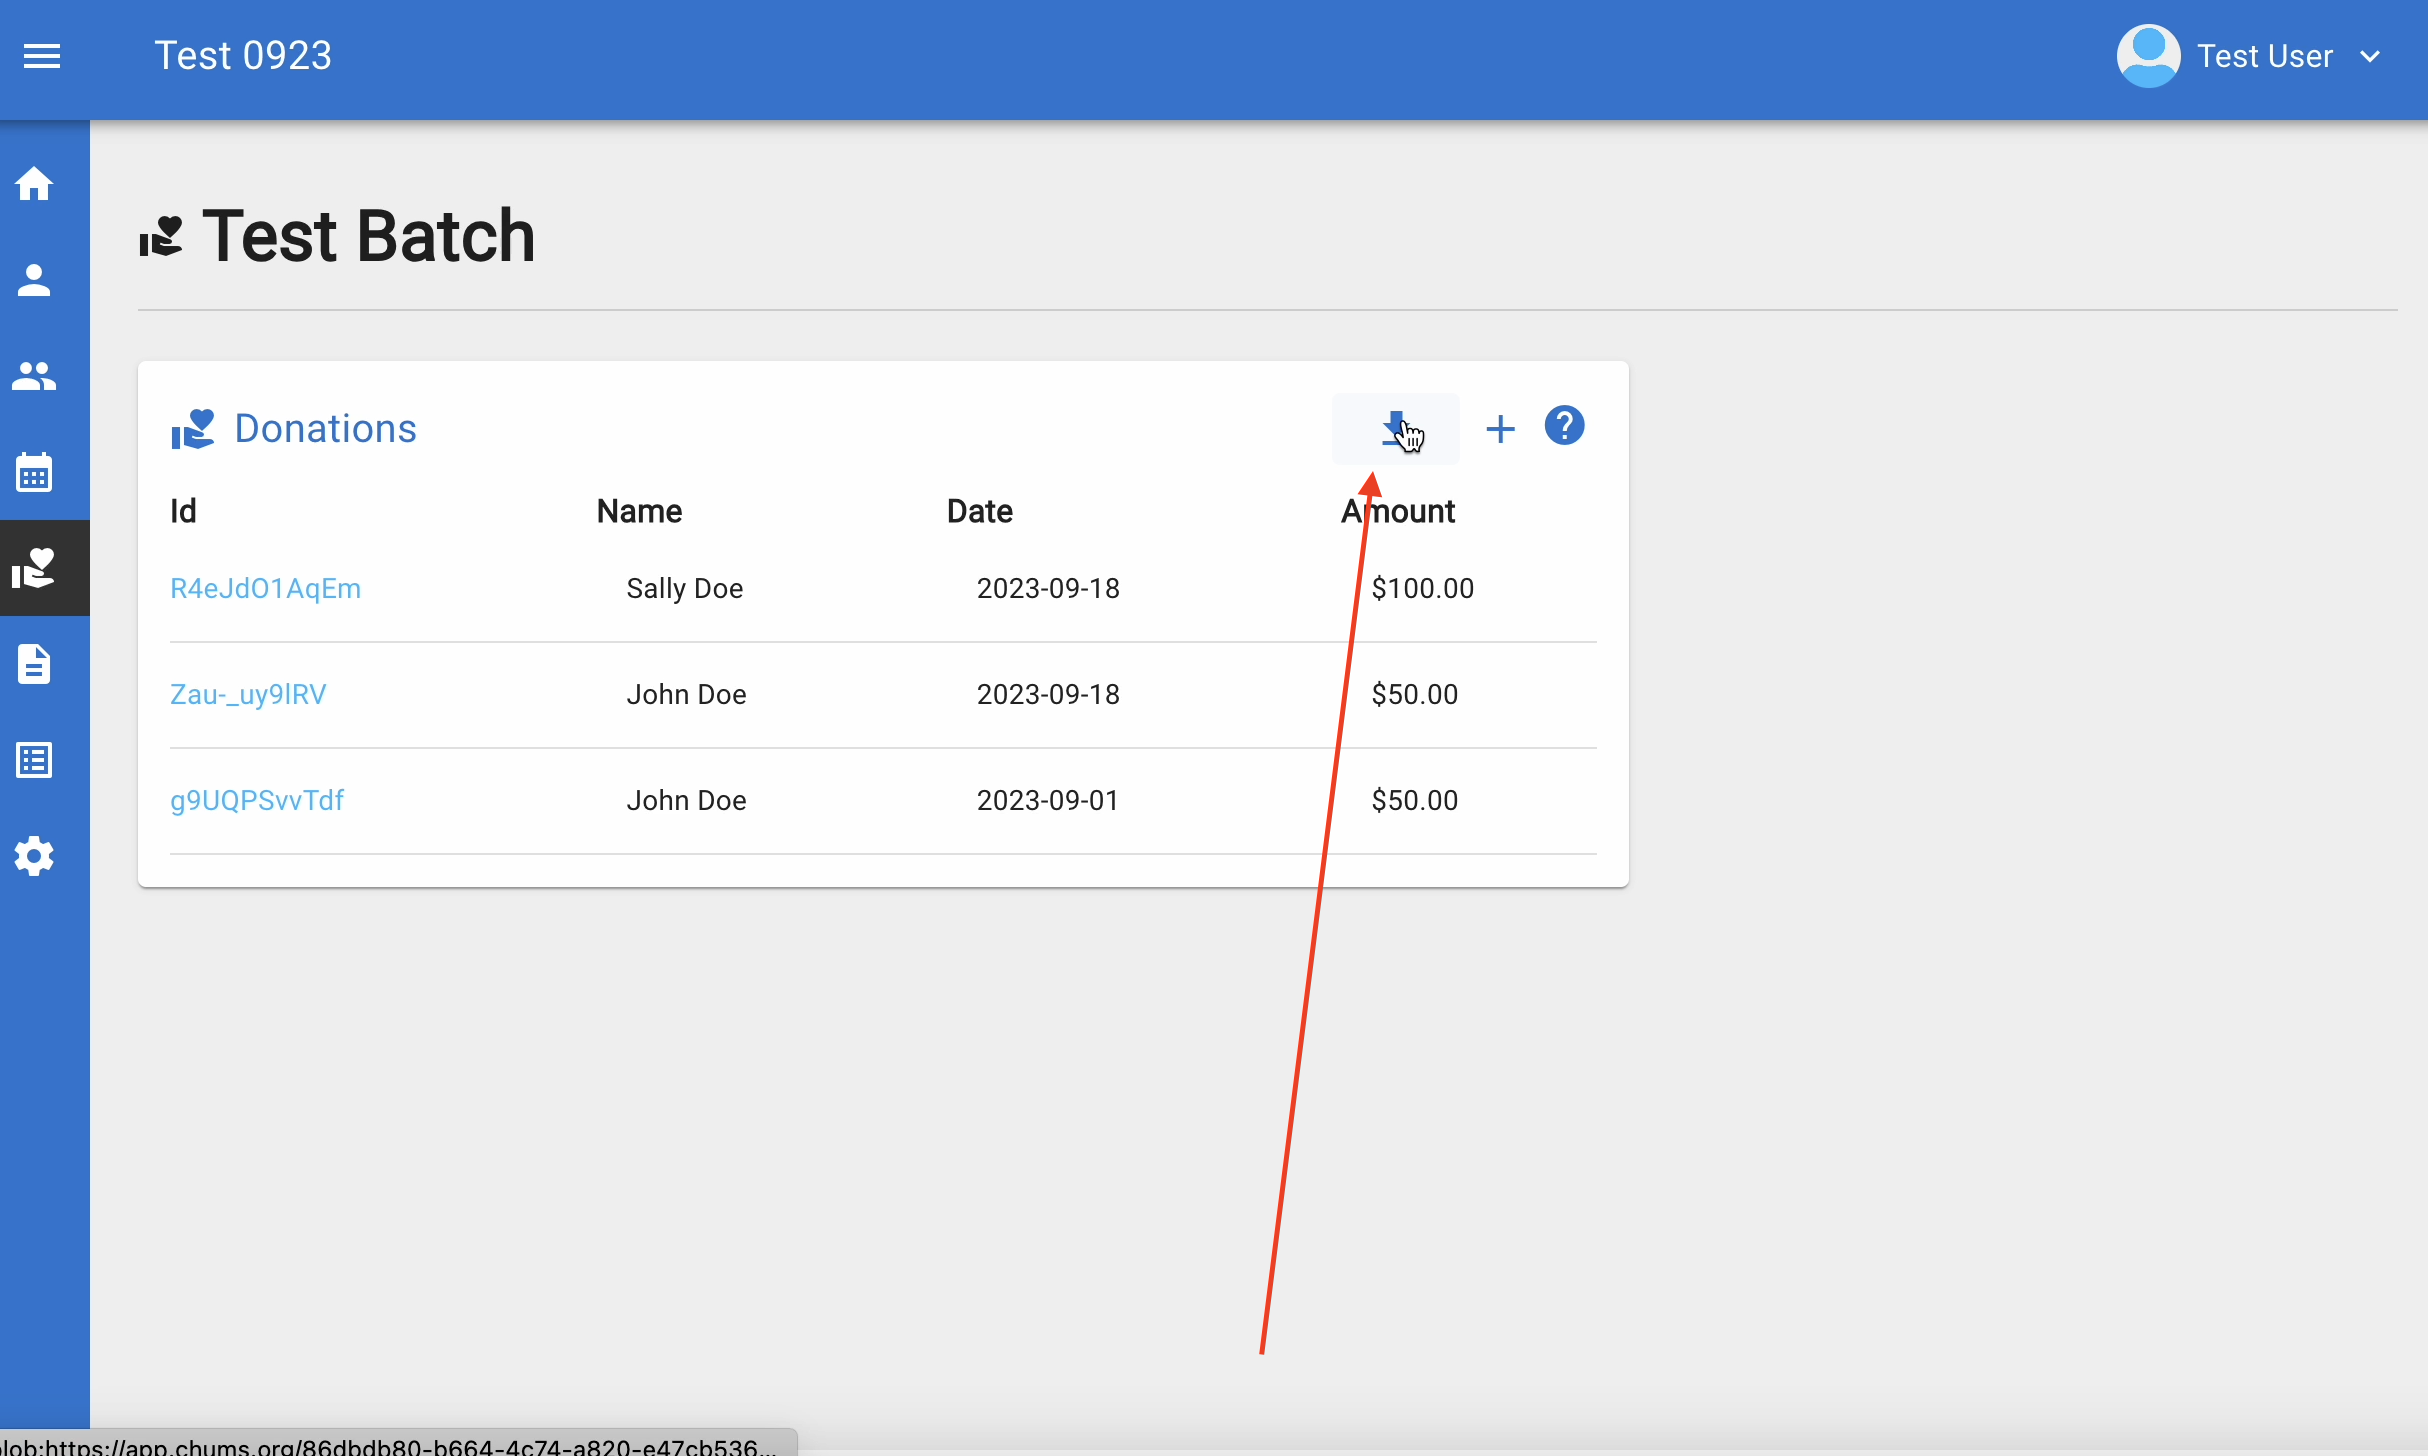 Test 0923
Test User
Test Batch
Donations
Id Name Date Amount
R4eJdO1AqEm Sally Doe 2023-09-18 $100.00
Zau-_uy9lRV John Doe 2023-09-18 $50.00
g9UQPSvvTdf John Doe 2023-09-01 $50.00
blob:https://app.chums.org/86dbdb80-b664-4c74-a820-e47cb536...